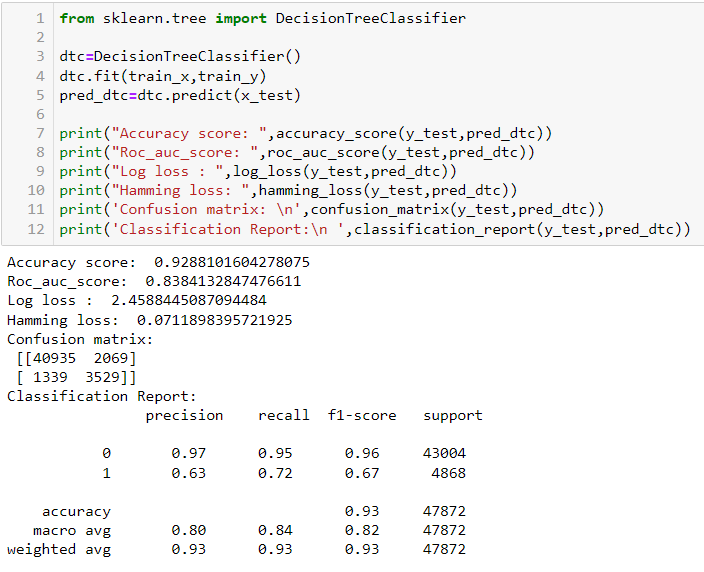 1 from sklearn.tree import DecisionTreeClassifier
2
3 dtc=DecisionTreeClassifier()
4 dtc.fit(train_x,train_y)
5 pred_dtc=dtc.predict(x_test)
6
7 print("Accuracy score: ",accuracy_score(y_test,pred_dtc))
8 print("Roc_auc_score: ",roc_auc_score(y_test,pred_dtc))
9 print("Log loss : ",log_loss(y_test,pred_dtc))
10 print("Hamming loss: ",hamming_loss(y_test,pred_dtc))
11 print('Confusion matrix: \n',confusion_matrix(y_test,pred_dtc))
12 print('Classification Report:\n ',classification_report(y_test,pred_dtc))
Accuracy score:  0.9288101604278075
Roc_auc_score:  0.8384132847476611
Log loss :  2.4588445087094484
Hamming loss:  0.0711898395721925
Confusion matrix:
[[40935  2069]
[ 1339  3529]]
Classification Report:
precision    recall  f1-score   support
0       0.97      0.95      0.96     43004
1       0.63      0.72      0.67      4868
accuracy                           0.93     47872
macro avg       0.80      0.84      0.82     47872
weighted avg       0.93      0.93      0.93     47872